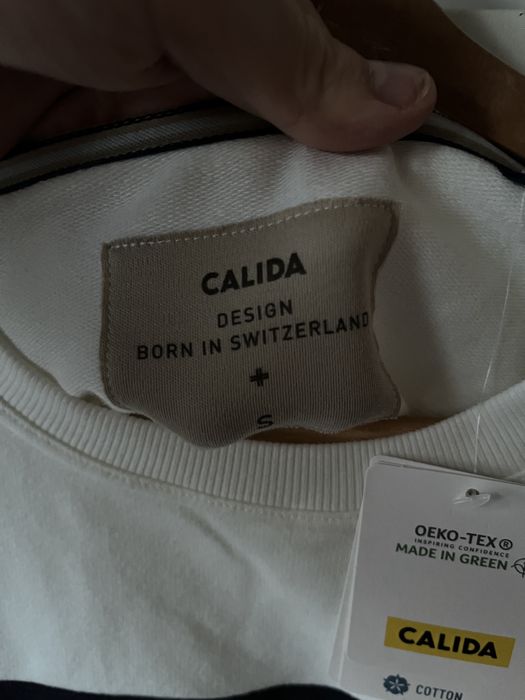 CALIDA
DESIGN
BORN IN SWITZERLAND
S
OEKO-TEX®
INSPIRING CONFIDENCE
MADE IN GREEN
CALIDA
COTTON